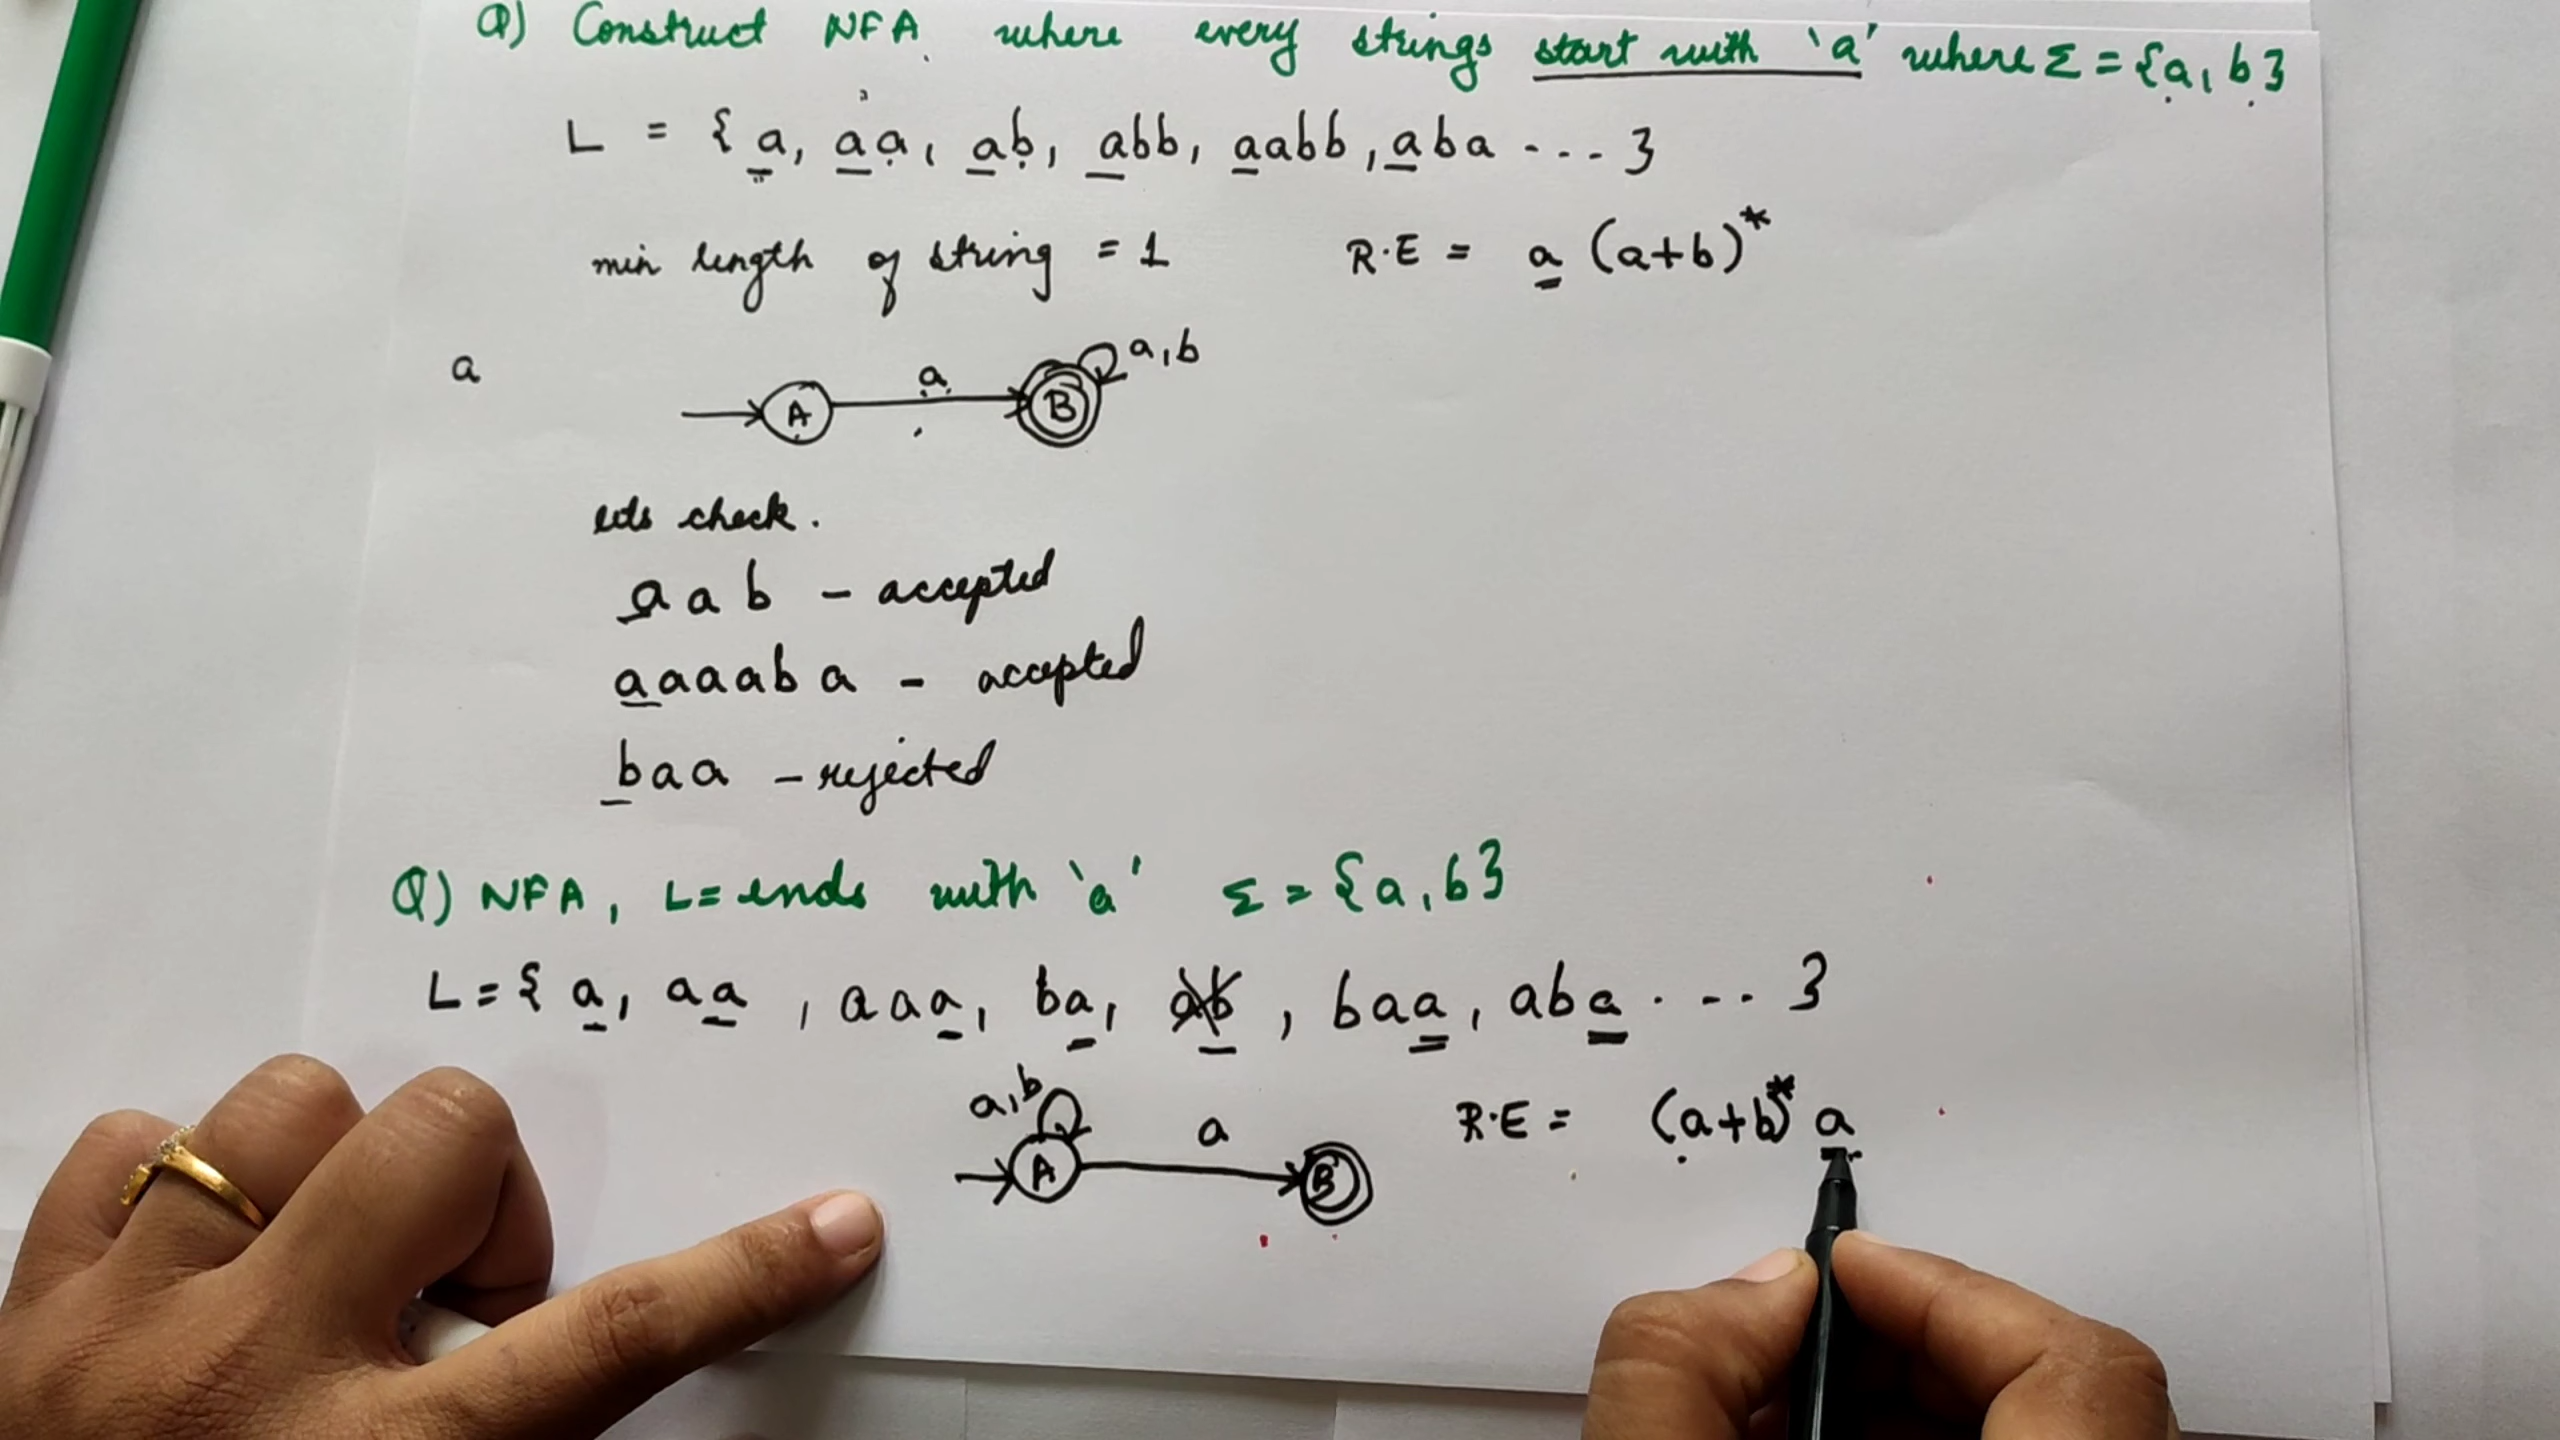 Q) Construct NFA where every strings start with 'a' where Σ = {a, b}
L = { a, aa, ab, abb, aabb, aba ... }
min length of string = 1 R.E = a (a+b)*
a A a B a,b
lets check.
aab - accepted
aaaaba - accepted
baa - rejected
Q) NFA, L = ends with 'a' Σ = {a, b}
L = { a, aa, aaa, ba, ab, baa, aba ... }
a,b A a B R.E = (a+b)* a